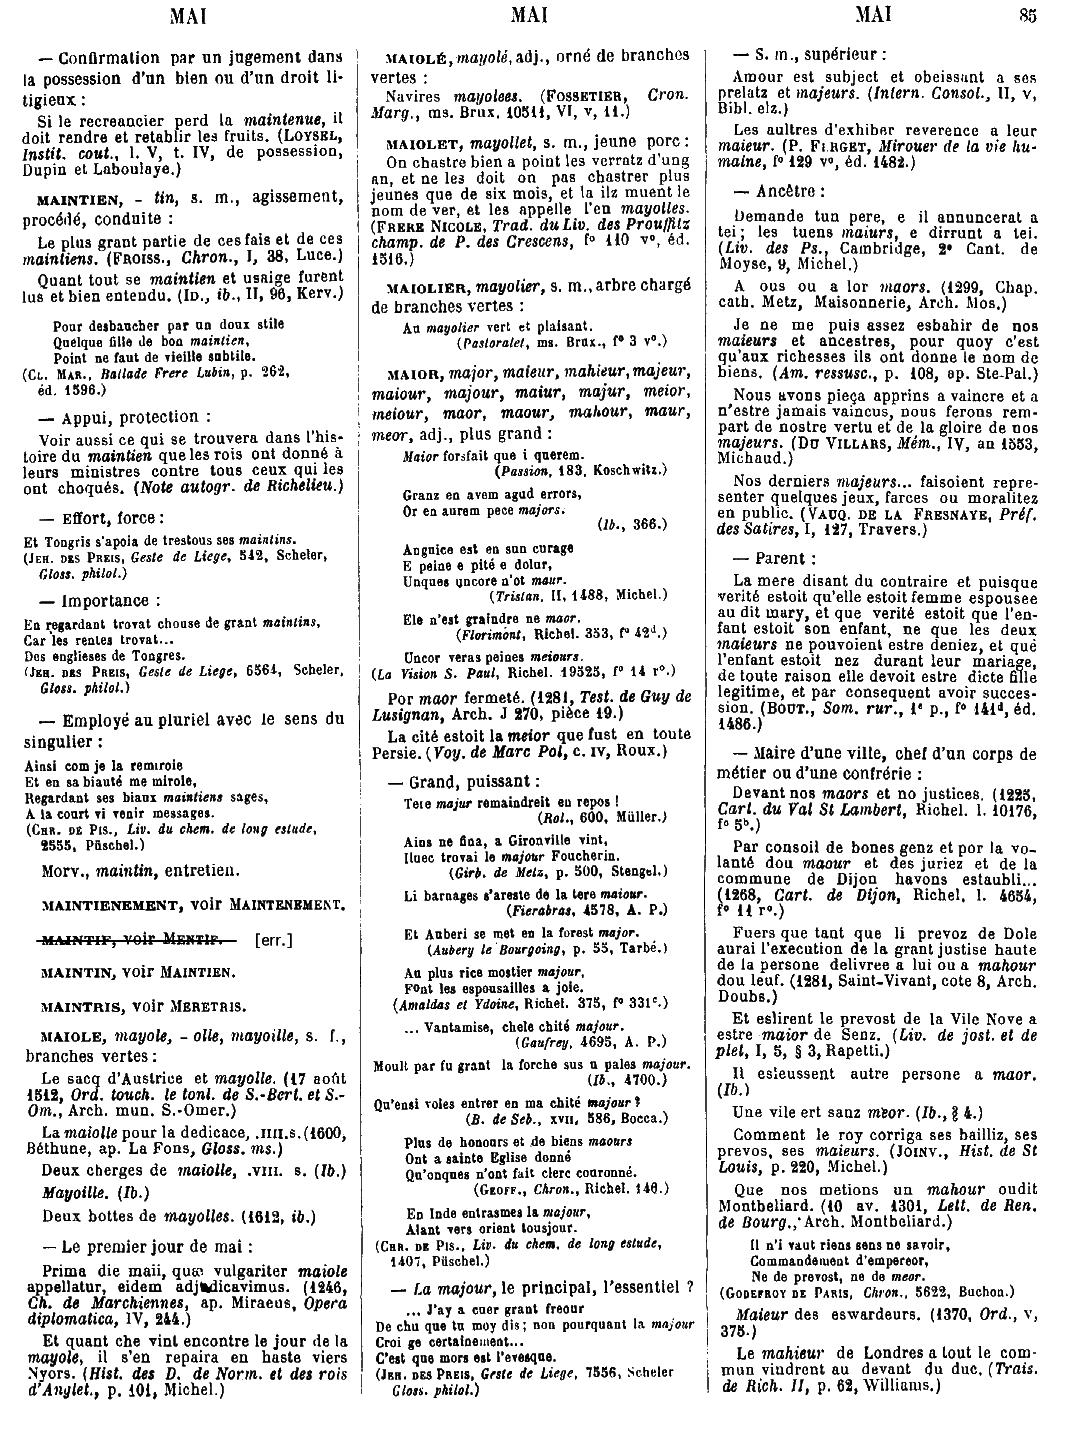 MAI
MAI
MAI
85
— Confirmation par un jugement dans
la possession d'un bien ou d'un droit li-
tigieux :
Si le recreancier perd la maintenue, il
doit rendre et retablir les fruits. (LOYSEL,
Instit. cout., l. V, t. IV, de possession,
Dupin et Laboulaye.)
MAINTIEN, - tin, s. m., agissement,
procédé, conduite :
Le plus grant partie de ces fais et de ces
maintiens. (FROISS., Chron., I, 38, Luce.)
Quant tout se maintien et usaige furent
lus et bien entendu. (ID., ib., II, 96, Kerv.)
Pour desbaucher par un doux stile
Quelque fille de bon maintien,
Point ne faut de vieille subtile.
(CL. MAR., Ballade Frere Lubin, p. 262,
éd. 1596.)
— Appui, protection :
Voir aussi ce qui se trouvera dans l'his-
toire du maintien que les rois ont donné à
leurs ministres contre tous ceux qui les
ont choqués. (Note autogr. de Richelieu.)
— Effort, force :
Et Tongris s'apoia de trestous ses maintins.
(JEH. DES PREIS, Geste de Liege, 542, Scheler,
Gloss. philol.)
— Importance :
En regardant trovat chouse de grant maintins,
Car les rentes trovat...
Des englieses de Tongres.
(JEH. DES PREIS, Geste de Liege, 6564, Scheler,
Gloss. philol.)
— Employé au pluriel avec le sens du
singulier :
Ainsi com je la remiroie
Et en sa biauté me miroie,
Regardant ses biaux maintiens sages,
A la court vi venir messages.
(CHR. DE PIS., Liv. du chem. de long estude,
2555, Püschel.)
Morv., maintin, entretien.
MAINTIENEMENT, voir MAINTENEMENT.
MAINTIF, voir MENTIF. [err.]
MAINTIN, voir MAINTIEN.
MAINTRIS, voir MERETRIS.
MAIOLE, mayole, - olle, mayoille, s. f.,
branches vertes :
Le sacq d'Austrice et mayolle. (17 août
1512, Ord. touch. le tonl. de S.-Bert. et S.-
Om., Arch. mun. S.-Omer.)
La maiolle pour la dedicace, .IIII.s. (1600,
Béthune, ap. La Fons, Gloss. ms.)
Deux cherges de maiolle, .VIII. s. (Ib.)
Mayoille. (Ib.)
Deux bottes de mayolles. (1612, ib.)
— Le premier jour de mai :
Prima die maii, quæ vulgariter maiole
appellatur, eidem adjudicavimus. (1246,
Ch. de Marchiennes, ap. Miraeus, Opera
diplomatica, IV, 244.)
Et quant che vint encontre le jour de la
mayole, il s'en repaira en haste viers
Nyors. (Hist. des D. de Norm. et des rois
d'Anglet., p. 101, Michel.)
MAIOLÉ, mayolé, adj., orné de branches
vertes :
Navires mayolees. (FOSSETIER, Cron.
Marg., ms. Brux. 10511, VI, V, 11.)
MAIOLET, mayollet, s. m., jeune porc :
On chastre bien a point les verratz d'ung
an, et ne les doit on pas chastrer plus
jeunes que de six mois, et la ilz muent le
nom de ver, et les appelle l'en mayolles.
(FRERE NICOLE, Trad. du Liv. des Prouffitz
champ. de P. des Crescens, f° 110 v°, éd.
1516.)
MAIOLIER, mayolier, s. m., arbre chargé
de branches vertes :
Au mayolier vert et plaisant.
(Pastoralet, ms. Brux., f° 3 v°.)
MAIOR, major, maieur, mahieur, majeur,
maiour, majour, maiur, majur, meior,
meiour, maor, maour, mahour, maur,
meor, adj., plus grand :
Maior forsfait que i querem.
(Passion, 183, Koschwitz.)
Granz en avem agud errors,
Or en aurem pece majors.
(Ib., 366.)
Angnice est en sun curage
E peine e pité e dolur,
Unques uncore n'ot maur.
(Tristan, II, 1488, Michel.)
Ele n'est graindre ne maor.
(Florimont, Richel. 353, f° 42d.)
Uncor veras peines meiours.
(La Vision S. Paul, Richel. 19525, f° 14 r°.)
Por maor fermeté. (1281, Test. de Guy de
Lusignan, Arch. J 270, pièce 19.)
La cité estoit la meior que fust en toute
Persie. (Voy. de Marc Pol, c. IV, Roux.)
— Grand, puissant :
Tere majur remaindreit en repos !
(Rol., 600, Müller.)
Ains ne fina, a Gironville vint,
Iluec trovai le majour Foucherin.
(Girb. de Metz, p. 500, Stengel.)
Li barnages s'areste de la tere maiour.
(Fierabras, 4578, A. P.)
Et Auberi se met en la forest major.
(Aubery le Bourgoing, p. 55, Tarbé.)
Au plus rice mostier majour,
Font les espousailles a joie.
(Amaldas et Ydoine, Richel. 375, f° 331c.)
... Vantamise, chele chité majour.
(Gaufrey, 4695, A. P.)
Moult par fu grant la forche sus u pales majour.
(Ib., 4700.)
Qu'ensi voies entrer en ma chité majour ?
(B. de Seb., XVII, 586, Bocca.)
Plus de honours et de biens maours
Ont a sainte Eglise donné
Qu'onques n'ont fait clerc couronné.
(GEOFF., Chron., Richel. 146.)
En Inde entrasmes la majour,
Alant vers orient tousjour.
(CHR. DE PIS., Liv. du chem. de long estude,
1407, Püschel.)
— La majour, le principal, l'essentiel ?
... J'ay a cuer grant freour
De chu que tu moy dis ; non pourquant la majour
Croi ge certainement...
C'est que mors est l'evesque.
(JEH. DES PREIS, Geste de Liege, 7556, Scheler
Gloss. philol.)
— S. m., supérieur :
Amour est subject et obeissant a ses
prelatz et majeurs. (Intern. Consol., II, V,
Bibl. elz.)
Les aultres d'exhiber reverence a leur
maieur. (P. FERGET, Mirouer de la vie hu-
maine, f° 129 v°, éd. 1482.)
— Ancêtre :
Demande tun pere, e il annuncerat a
tei ; les tuens maiurs, e dirrunt a tei.
(Liv. des Ps., Cambridge, 2e Cant. de
Moyse, 9, Michel.)
A ous ou a lor maors. (1299, Chap.
cath. Metz, Maisonnerie, Arch. Mos.)
Je ne me puis assez esbahir de nos
maieurs et ancestres, pour quoy c'est
qu'aux richesses ils ont donne le nom de
biens. (Am. ressusc., p. 108, ep. Ste-Pal.)
Nous avons pieça apprins a vaincre et a
n'estre jamais vaincus, nous ferons rem-
part de nostre vertu et de la gloire de nos
majeurs. (DU VILLARS, Mém., IV, an 1553,
Michaud.)
Nos derniers majeurs... faisoient repre-
senter quelques jeux, farces ou moralitez
en public. (VAUQ. DE LA FRESNAYE, Préf.
des Satires, I, 127, Travers.)
— Parent :
La mere disant du contraire et puisque
verité estoit qu'elle estoit femme espousee
au dit mary, et que verité estoit que l'en-
fant estoit son enfant, ne que les deux
maieurs ne pouvoient estre deniez, et que
l'enfant estoit nez durant leur mariage,
de toute raison elle devoit estre dicte fille
legitime, et par consequent avoir succes-
sion. (BOUT., Som. rur., 1e p., f° 141d, éd.
1486.)
— Maire d'une ville, chef d'un corps de
métier ou d'une confrérie :
Devant nos maors et no justices. (1225,
Cart. du Val St Lambert, Richel. l. 10176,
f° 5b.)
Par consoil de bones genz et por la vo-
lanté dou maour et des juriez et de la
commune de Dijon havons estaubli...
(1268, Cart. de Dijon, Richel. l. 4654,
f° 11 r°.)
Fuers que tant que li prevoz de Dole
aurai l'execution de la grant justise haute
de la persone delivree a lui ou a mahour
dou leuf. (1281, Saint-Vivant, cote 8, Arch.
Doubs.)
Et eslirent le prevost de la Vile Nove a
estre maior de Senz. (Liv. de jost. et de
plet, I, 5, § 3, Rapetti.)
Il esleussent autre persone a maor.
(Ib.)
Une vile ert sanz meor. (Ib., § 4.)
Comment le roy corriga ses bailliz, ses
prevos, ses maieurs. (JOINV., Hist. de St
Louis, p. 220, Michel.)
Que nos metions un mahour oudit
Montbeliard. (10 av. 1301, Lett. de Ren.
de Bourg., Arch. Montbeliard.)
Il n'i vaut riens sens ne savoir,
Commandement d'empereor,
Ne de prevost, ne de meor.
(GODEFROY DE PARIS, Chron., 5622, Buchon.)
Maieur des eswardeurs. (1370, Ord., V,
375.)
Le mahieur de Londres a tout le com-
mun vindrent au devant du duc. (Trais.
de Rich. II, p. 62, Williams.)